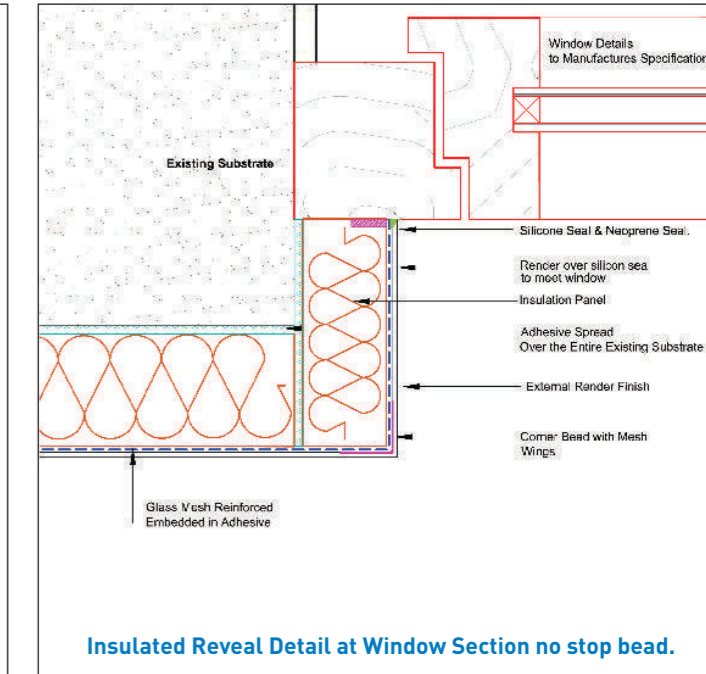 Window Details
to Manufactures Specification
Existing Substrate
Silicone Seal & Neoprene Seal.
Render over silicon sea
to meet window
Insulation Panel
Adhesive Spread
Over the Entire Existing Substrate
External Render Finish
Corner Bead with Mesh
Wings
Glass Mesh Reinforced
Embedded in Adhesive
Insulated Reveal Detail at Window Section no stop bead.